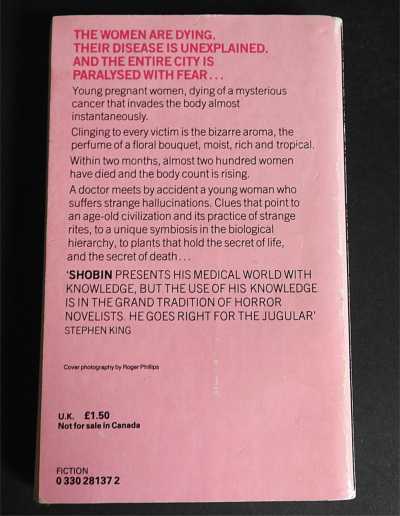 THE WOMEN ARE DYING.
THEIR DISEASE IS UNEXPLAINED.
AND THE ENTIRE CITY IS
PARALYSED WITH FEAR...
Young pregnant women, dying of a mysterious
cancer that invades the body almost
instantaneously.
Clinging to every victim is the bizarre aroma, the
perfume of a floral bouquet, moist, rich and tropical.
Within two months, almost two hundred women
have died and the body count is rising.
A doctor meets by accident a young woman who
suffers strange hallucinations. Clues that point to
an age-old civilization and its practice of strange
rites, to a unique symbiosis in the biological
hierarchy, to plants that hold the secret of life,
and the secret of death...
'SHOBIN PRESENTS HIS MEDICAL WORLD WITH
KNOWLEDGE, BUT THE USE OF HIS KNOWLEDGE
IS IN THE GRAND TRADITION OF HORROR
NOVELISTS. HE GOES RIGHT FOR THE JUGULAR'
STEPHEN KING
Cover photography by Roger Phillips
U.K. £1.50
Not for sale in Canada
FICTION
0 330 28137 2